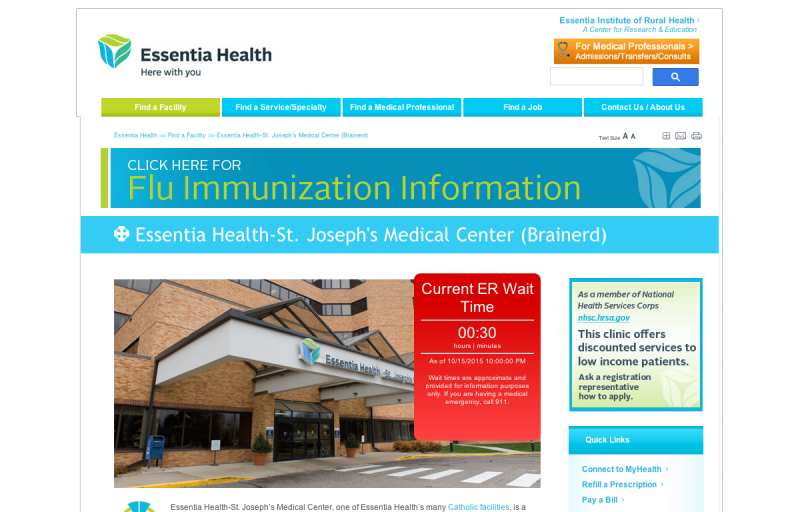 Essentia Institute of Rural Health ›
A Center for Research & Education
Essentia Health
Here with you
For Medical Professionals >
Admissions/Transfers/Consults
Find a Facility
Find a Service/Specialty
Find a Medical Professional
Find a Job
Contact Us / About Us
Essentia Health >> Find a Facility >> Essentia Health-St. Joseph's Medical Center (Brainerd)
Text Size A A
CLICK HERE FOR
Flu Immunization Information
Essentia Health-St. Joseph's Medical Center (Brainerd)
Essentia Health-St.
Current ER Wait
Time
00:30
hours | minutes
As of 10/15/2015 10:00:00 PM
Wait times are approximate and
provided for information purposes
only. If you are having a medical
emergency, call 911.
As a member of National
Health Services Corps
nhsc.hrsa.gov
This clinic offers
discounted services to
low income patients.
Ask a registration
representative
how to apply.
Quick Links
Connect to MyHealth ›
Refill a Prescription ›
Pay a Bill ›
Essentia Health-St. Joseph's Medical Center, one of Essentia Health's many Catholic facilities, is a